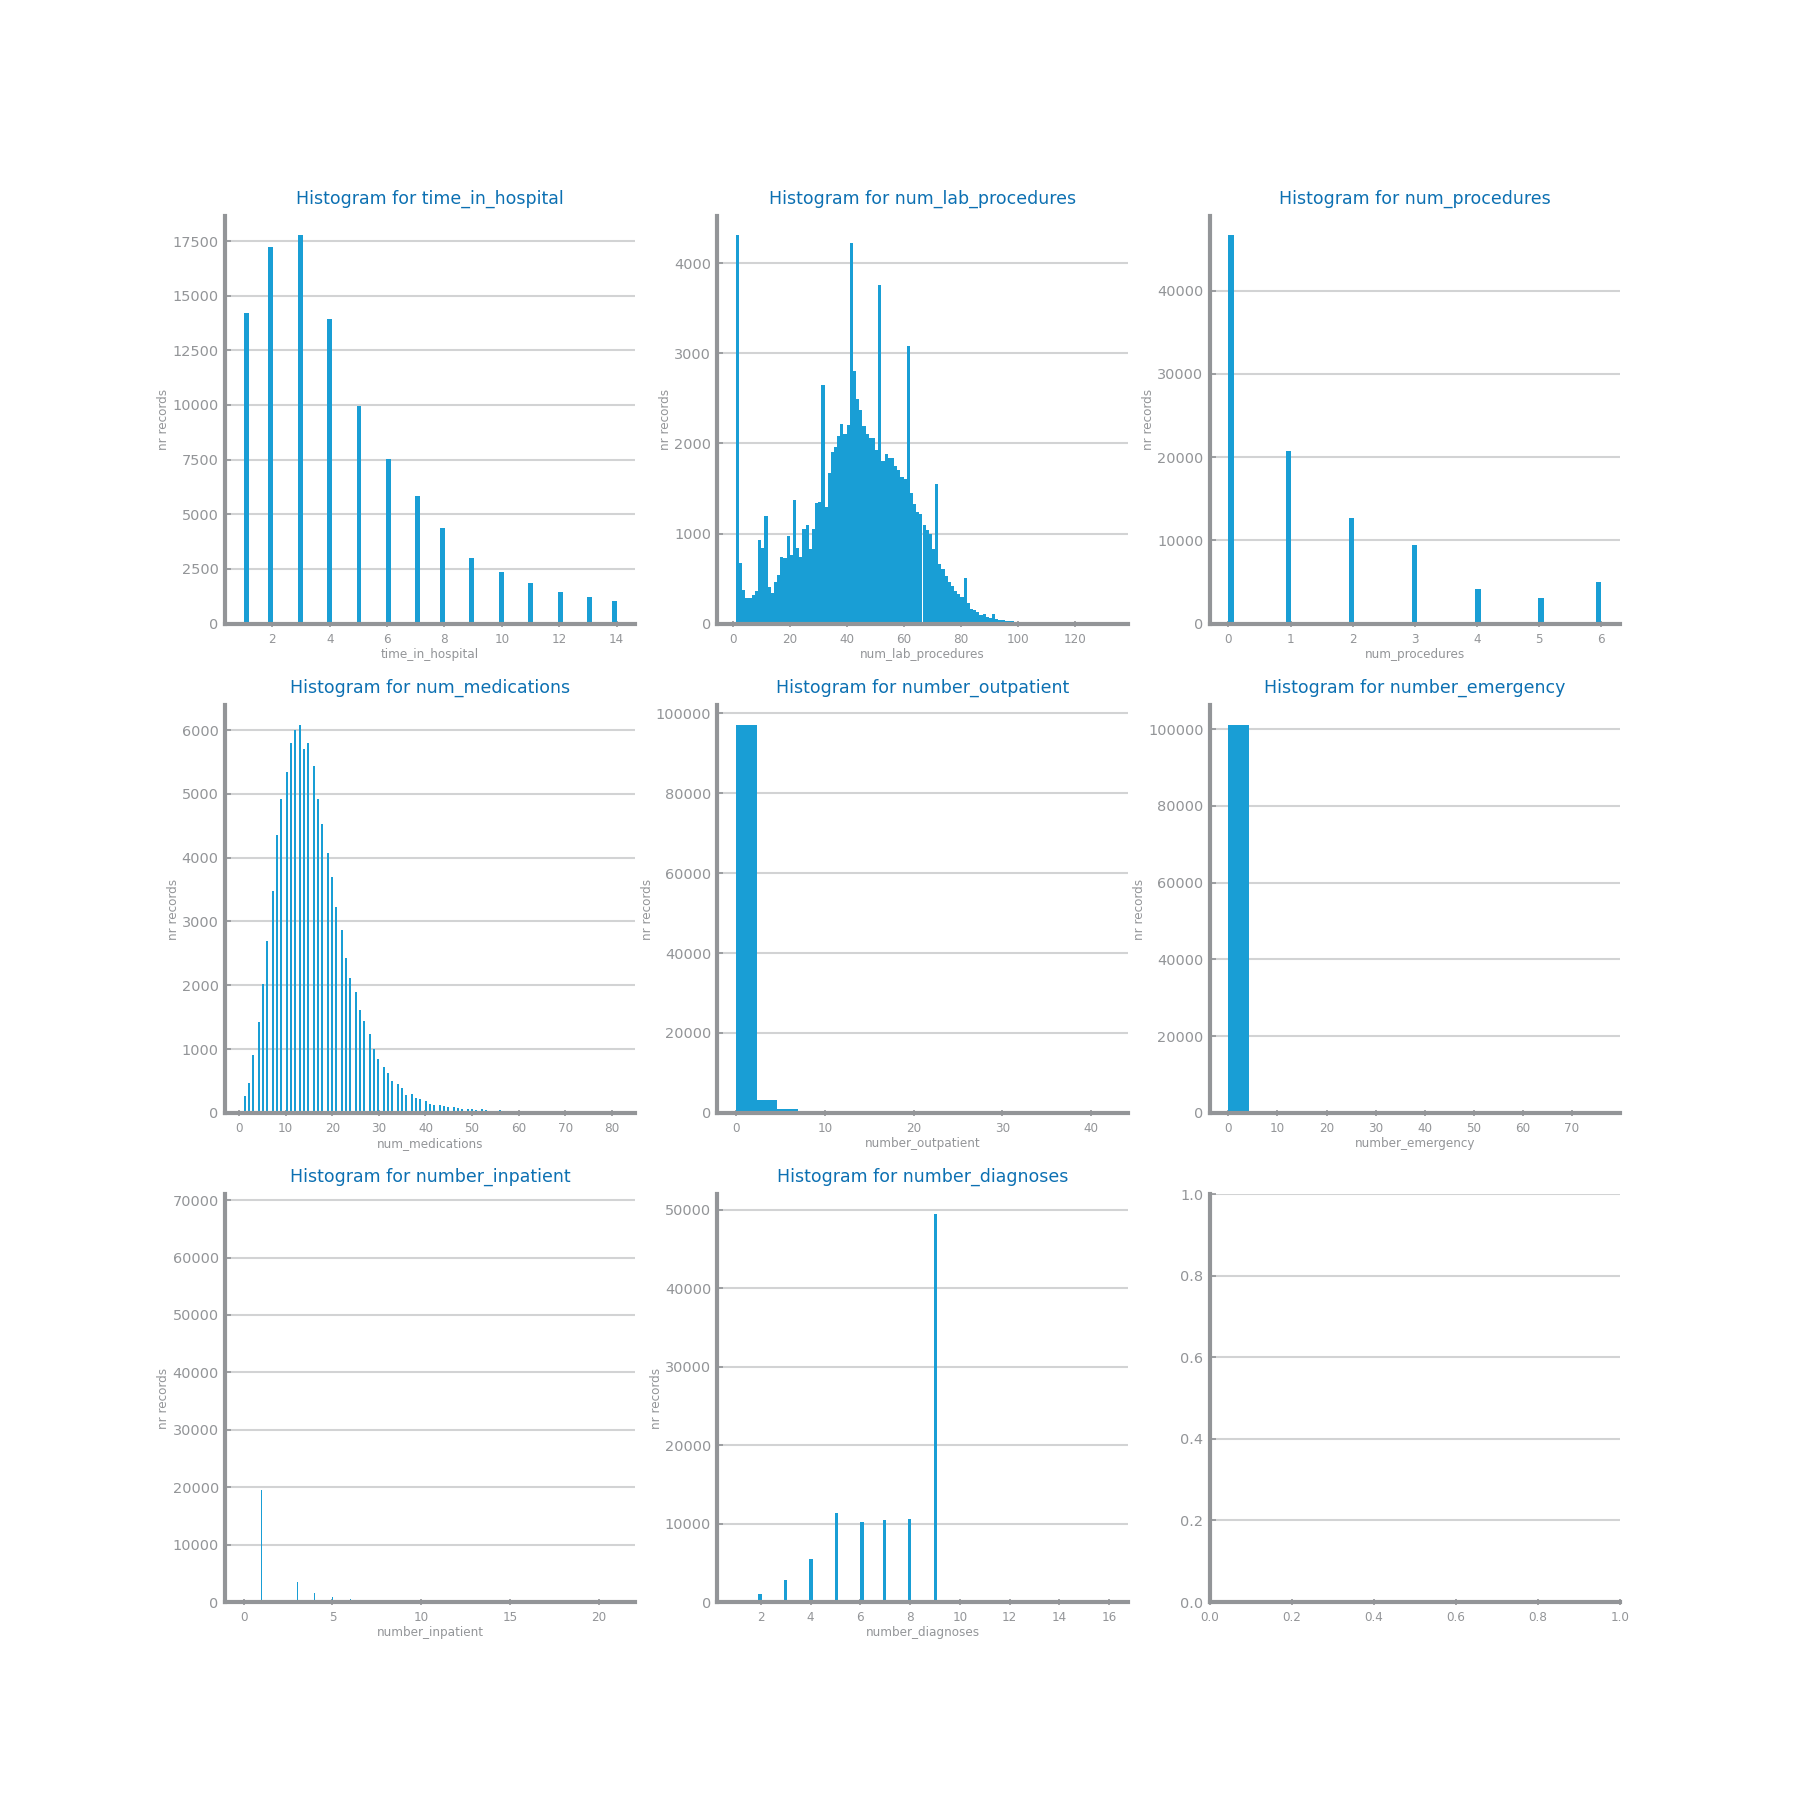 Histogram for time_in_hospital
17500
15000
12500
10000
7500
5000
2500
0
nr records
2 4 6 8 10 12 14
time_in_hospital
Histogram for num_lab_procedures
4000
3000
2000
1000
0
nr records
0 20 40 60 80 100 120
num_lab_procedures
Histogram for num_procedures
40000
30000
20000
10000
0
nr records
0 1 2 3 4 5 6
num_procedures
Histogram for num_medications
6000
5000
4000
3000
2000
1000
0
nr records
0 10 20 30 40 50 60 70 80
num_medications
Histogram for number_outpatient
100000
80000
60000
40000
20000
0
nr records
0 10 20 30 40
number_outpatient
Histogram for number_emergency
100000
80000
60000
40000
20000
0
nr records
0 10 20 30 40 50 60 70
number_emergency
Histogram for number_inpatient
70000
60000
50000
40000
30000
20000
10000
0
nr records
0 5 10 15 20
number_inpatient
Histogram for number_diagnoses
50000
40000
30000
20000
10000
0
nr records
2 4 6 8 10 12 14 16
number_diagnoses
1.0
0.8
0.6
0.4
0.2
0.0
0.0 0.2 0.4 0.6 0.8 1.0